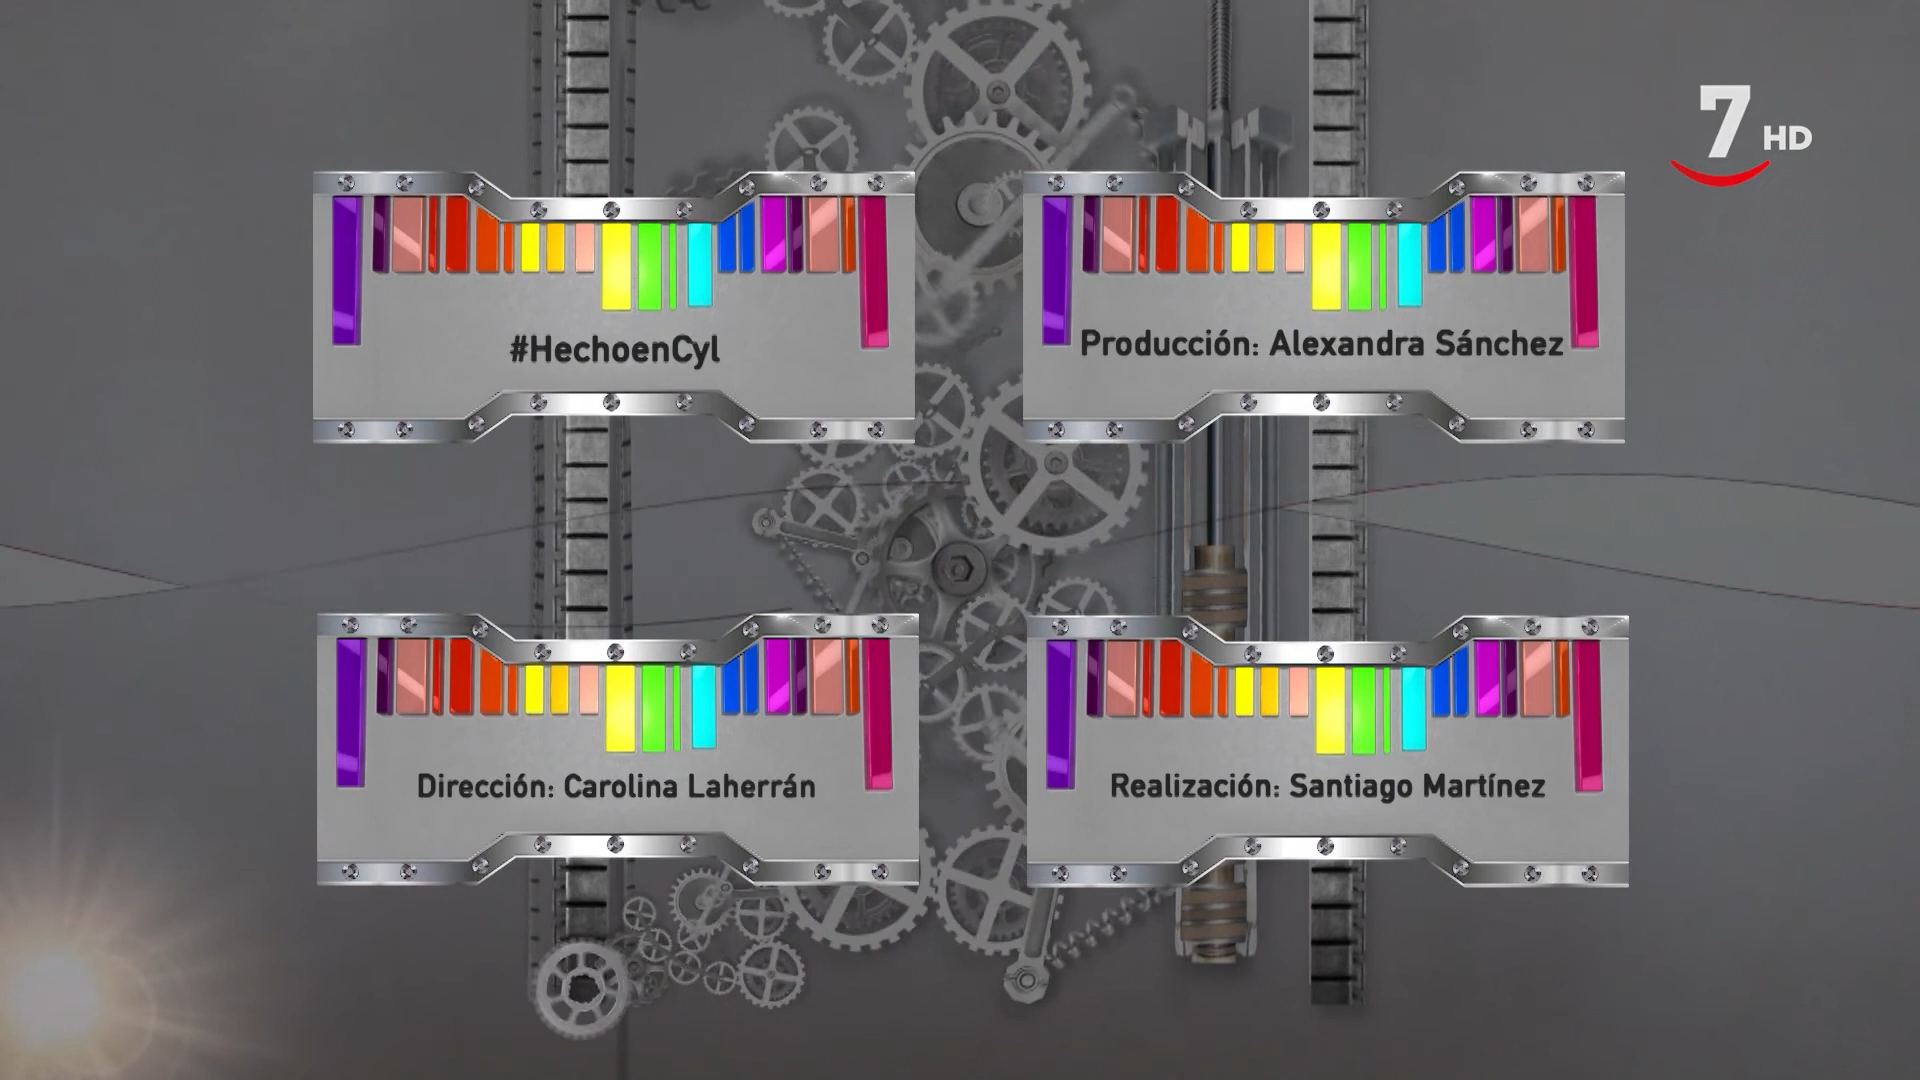 7 HD
#HechoenCyl
Producción: Alexandra Sánchez
Dirección: Carolina Laherrán
Realización: Santiago Martínez